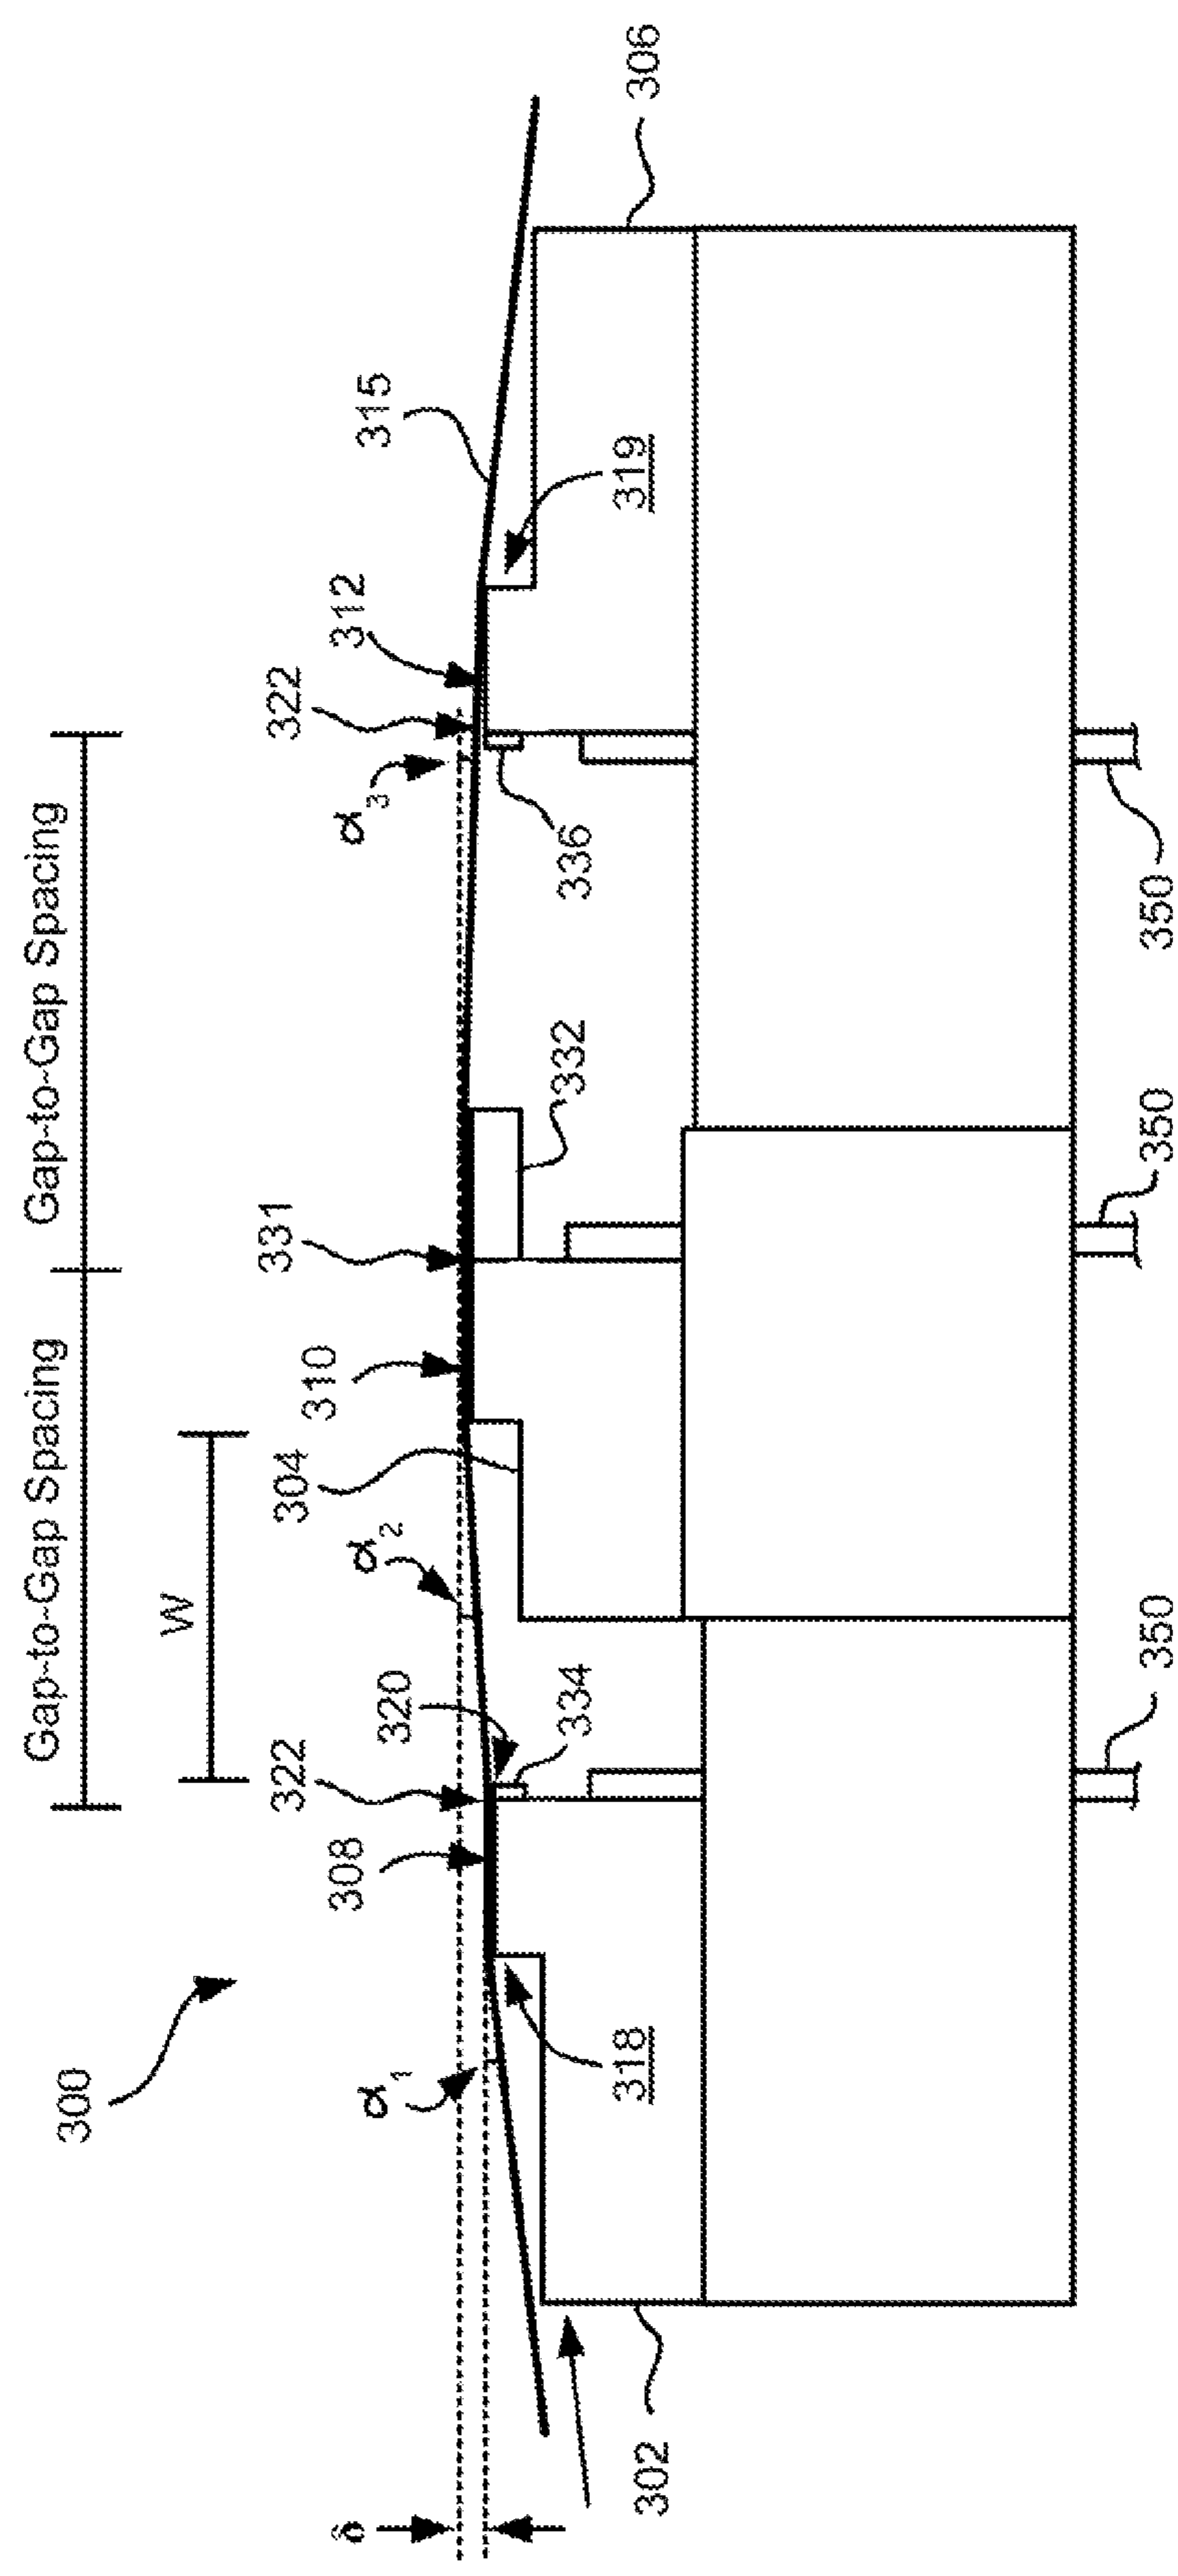 Gap-to-Gap Spacing
Gap-to-Gap Spacing
300
W
322
304
331
322
310
308
312
δ
α1
α2
α3
315
320
334
332
336
318
319
302
306
350
350
350